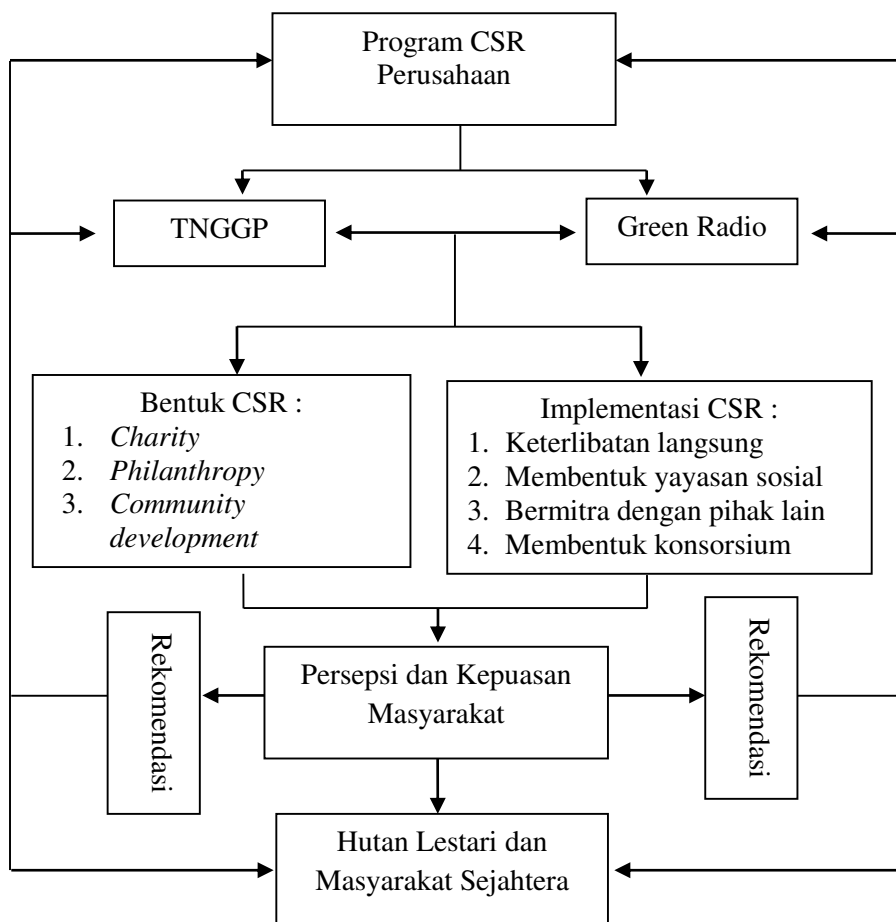 Program CSR
Perusahaan
TNGGP
Green Radio
Bentuk CSR :
1. Charity
2. Philanthropy
3. Community
development
Implementasi CSR :
1. Keterlibatan langsung
2. Membentuk yayasan sosial
3. Bermitra dengan pihak lain
4. Membentuk konsorsium
Rekomendasi
Persepsi dan Kepuasan
Masyarakat
Rekomendasi
Hutan Lestari dan
Masyarakat Sejahtera